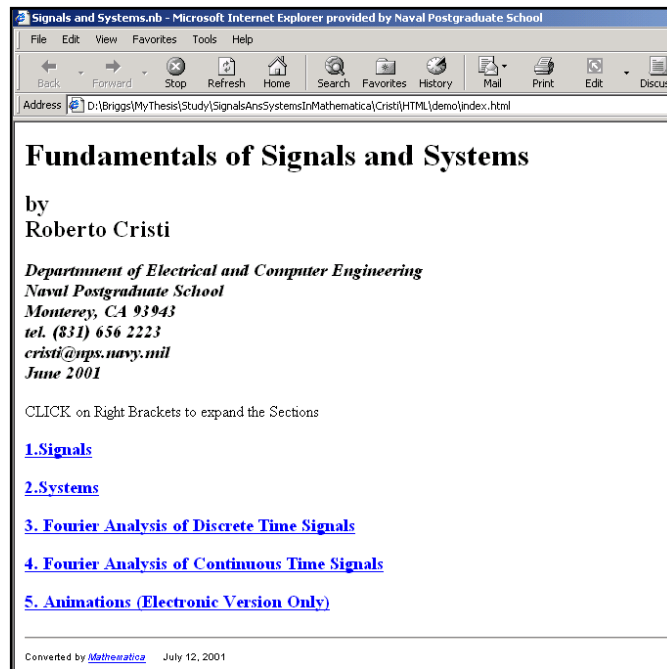 Signals and Systems.nb - Microsoft Internet Explorer provided by Naval Postgraduate School
File Edit View Favorites Tools Help
Back Forward Stop Refresh Home Search Favorites History Mail Print Edit Discus
Address D:\Briggs\MyThesis\Study\SignalsAnsSystemsInMathematica\Cristi\HTML\demo\index.html
Fundamentals of Signals and Systems
by
Roberto Cristi
Departmnent of Electrical and Computer Engineering
Naval Postgraduate School
Monterey, CA 93943
tel. (831) 656 2223
cristi@nps.navy.mil
June 2001
CLICK on Right Brackets to expand the Sections
1.Signals
2.Systems
3. Fourier Analysis of Discrete Time Signals
4. Fourier Analysis of Continuous Time Signals
5. Animations (Electronic Version Only)
Converted by Mathematica July 12, 2001